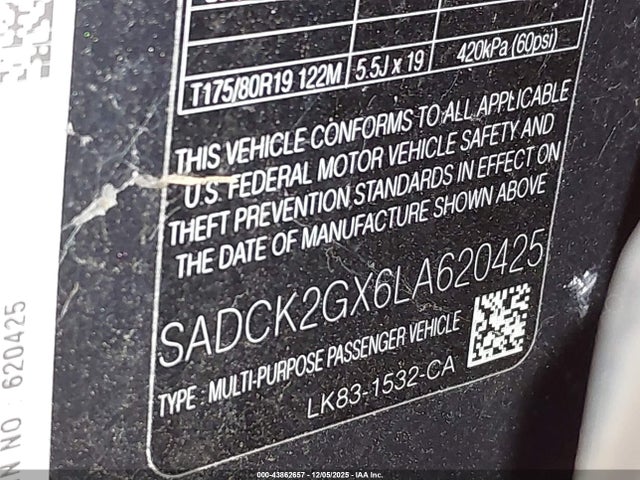 T175/80R19 122M 5.5J x 19 420kPa (60psi)
THIS VEHICLE CONFORMS TO ALL APPLICABLE
U.S. FEDERAL MOTOR VEHICLE SAFETY AND
THEFT PREVENTION STANDARDS IN EFFECT ON
THE DATE OF MANUFACTURE SHOWN ABOVE
SADCK2GX6LA620425
TYPE : MULTI-PURPOSE PASSENGER VEHICLE
LK83-1532-CA
NO : 620425
000-43862657 - 12/05/2025 - IAA Inc.